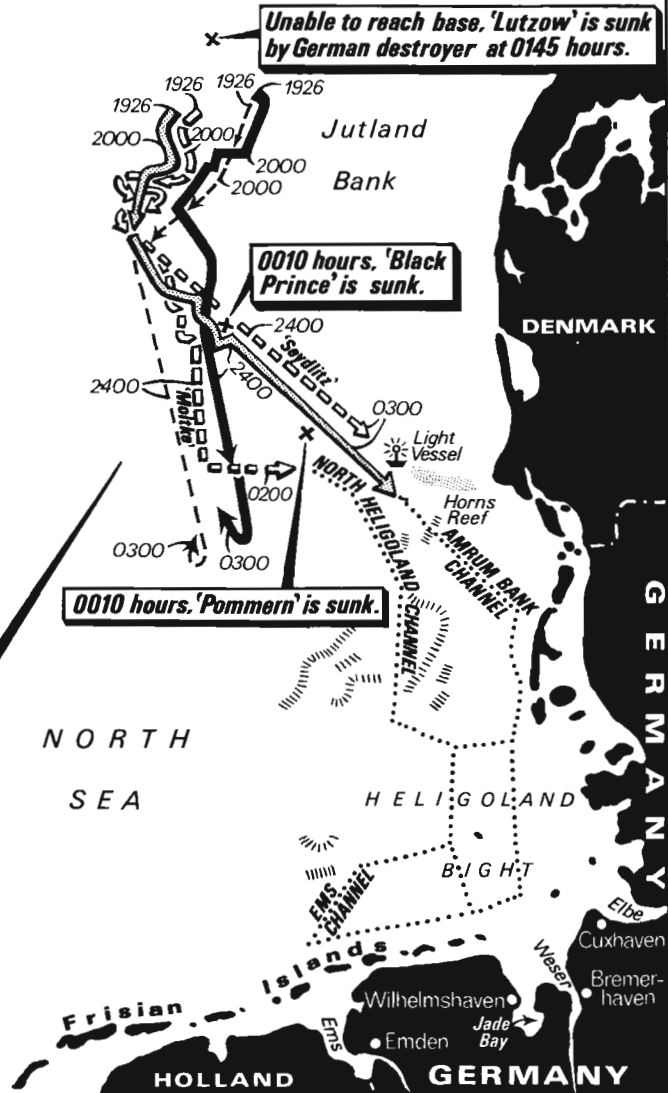 Unable to reach base, 'Lutzow' is sunk
by German destroyer at 0145 hours.
1926
1926
1926
1926
2000
2000
2000
2000
Jutland
Bank
0010 hours, 'Black
Prince' is sunk.
DENMARK
2400
'Seydlitz'
2400
2400
'Moltke'
0300
Light
Vessel
NORTH HELIGOLAND
CHANNEL
0200
Horns
Reef
AMRUM BANK
CHANNEL
0300
0300
0010 hours, 'Pommern' is sunk.
GERMANY
NORTH
SEA
HELIGOLAND
BIGHT
EMS
CHANNEL
Elbe
Cuxhaven
Weser
Bremer-
haven
Frisian Islands
Wilhelmshaven
Jade
Bay
Ems
Emden
HOLLAND
GERMANY